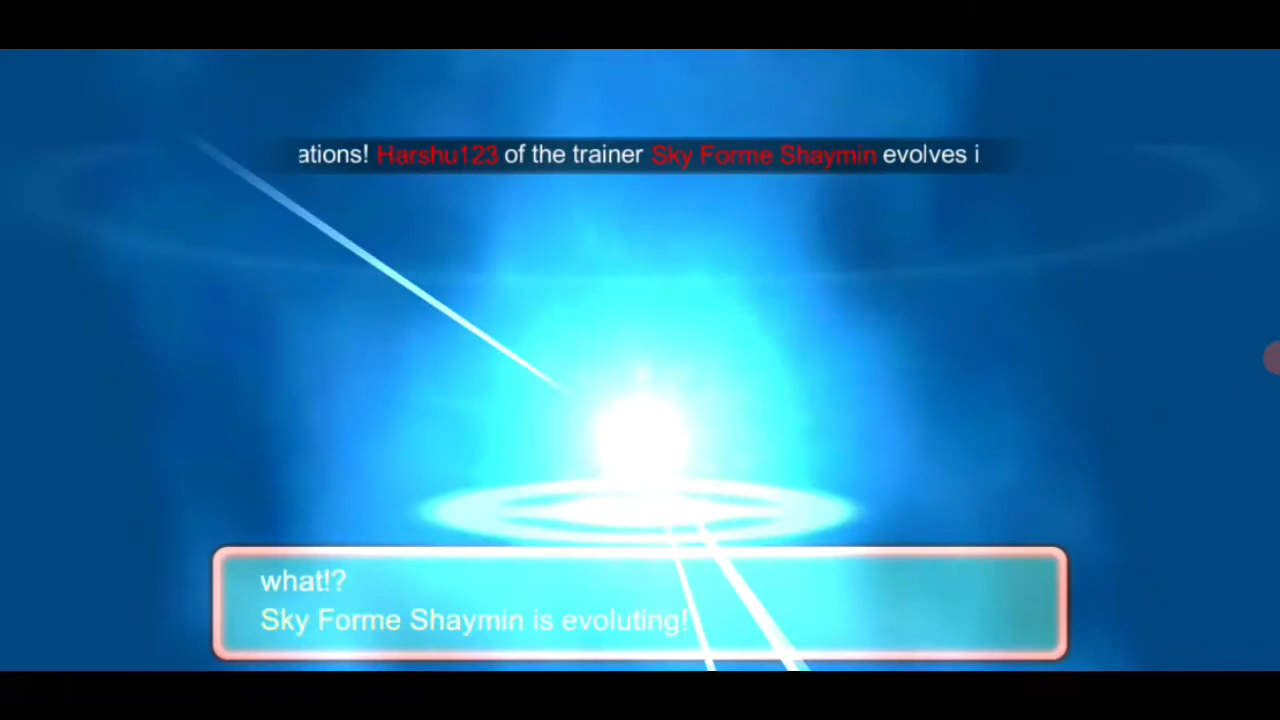 ations! Harshu123 of the trainer Sky Forme Shaymin evolves i
what!?
Sky Forme Shaymin is evoluting!